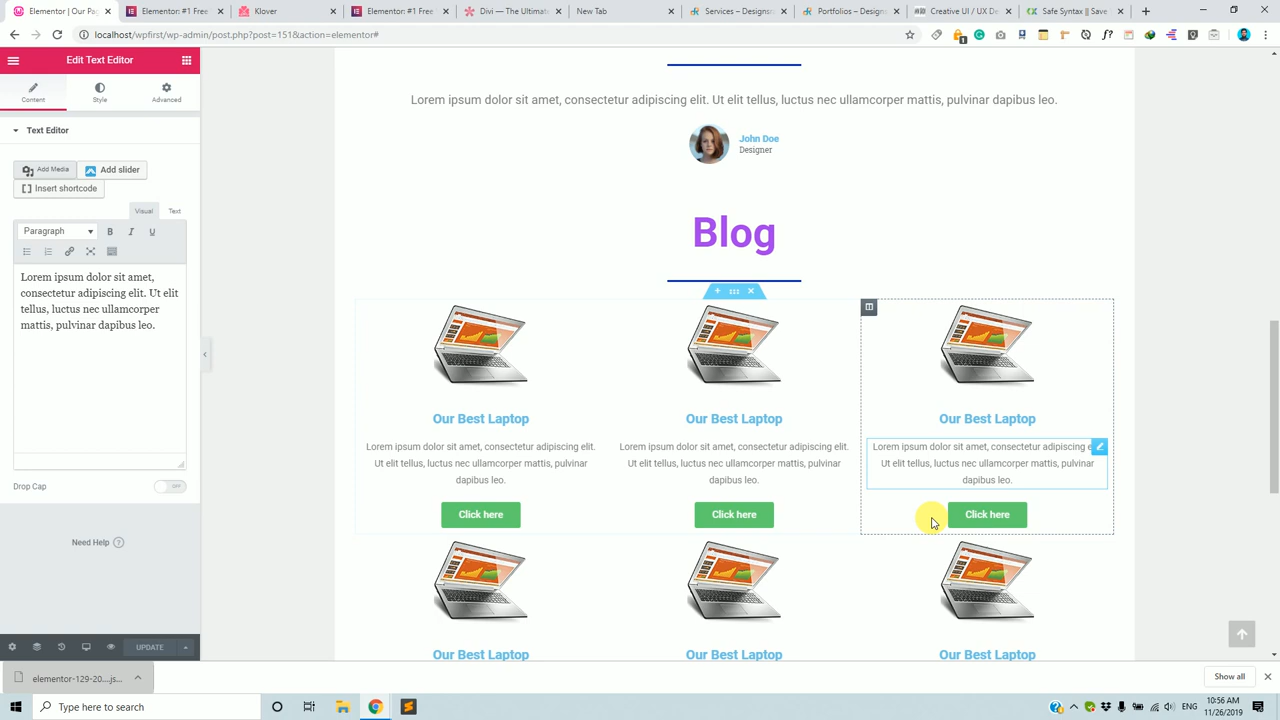 Elementor: Our Pa
Elementor: #1 Free
Klover
Elementor: #1 Free
Divi — The Ultimat
New Tab
Services – Designs
Portfolios – Design
Creative UI / UX De
Safe Syntax || Save
localhost/wpfirst/wp-admin/post.php?post=151&action=elementor#
Edit Text Editor
Content
Style
Advanced
Text Editor
Add Media
Add slider
Insert shortcode
Visual
Text
Paragraph
B I U
Lorem ipsum dolor sit amet,
consectetur adipiscing elit. Ut elit
tellus, luctus nec ullamcorper
mattis, pulvinar dapibus leo.
Drop Cap
OFF
Need Help ?
UPDATE
Lorem ipsum dolor sit amet, consectetur adipiscing elit. Ut elit tellus, luctus nec ullamcorper mattis, pulvinar dapibus leo.
John Doe
Designer
Blog
Our Best Laptop
Lorem ipsum dolor sit amet, consectetur adipiscing elit.
Ut elit tellus, luctus nec ullamcorper mattis, pulvinar
dapibus leo.
Click here
Our Best Laptop
Lorem ipsum dolor sit amet, consectetur adipiscing elit.
Ut elit tellus, luctus nec ullamcorper mattis, pulvinar
dapibus leo.
Click here
Our Best Laptop
Lorem ipsum dolor sit amet, consectetur adipiscing e
Ut elit tellus, luctus nec ullamcorper mattis, pulvinar
dapibus leo.
Click here
Our Best Laptop
Our Best Laptop
Our Best Laptop
elementor-129-20....js...
Show all
Type here to search
ENG
10:56 AM
11/26/2019